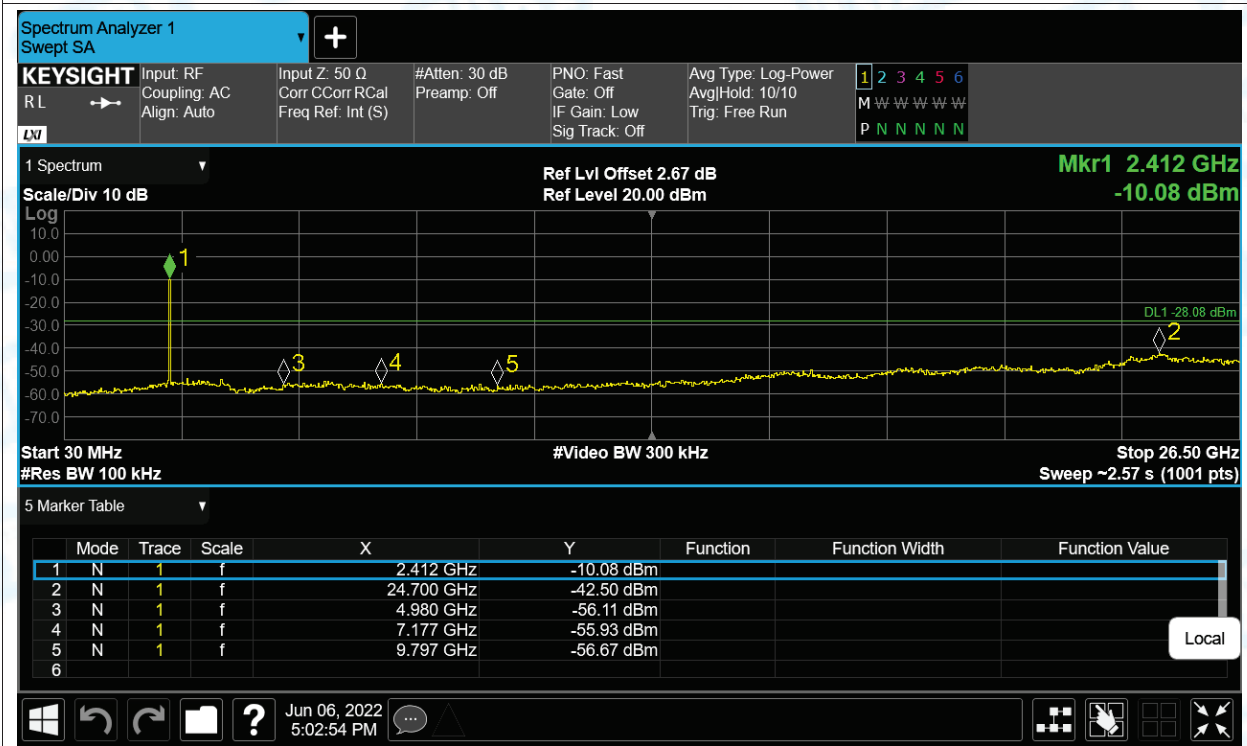 Spectrum Analyzer 1
Swept SA
KEYSIGHT
R L
LXI
Input: RF
Coupling: AC
Align: Auto
Input Z: 50 Ω
Corr CCorr RCal
Freq Ref: Int (S)
#Atten: 30 dB
Preamp: Off
PNO: Fast
Gate: Off
IF Gain: Low
Sig Track: Off
Avg Type: Log-Power
Avg|Hold: 10/10
Trig: Free Run
1 2 3 4 5 6
M W W W W W
P N N N N N
1 Spectrum
Scale/Div 10 dB
Ref Lvl Offset 2.67 dB
Ref Level 20.00 dBm
Mkr1 2.412 GHz
-10.08 dBm
Log
10.0
0.00
-10.0
-20.0
-30.0
-40.0
-50.0
-60.0
-70.0
1
DL1 -28.08 dBm
2
3
4
5
Start 30 MHz
#Video BW 300 kHz
Stop 26.50 GHz
#Res BW 100 kHz
Sweep ~2.57 s (1001 pts)
5 Marker Table
Mode Trace Scale X Y Function Function Width Function Value
1 N 1 f 2.412 GHz -10.08 dBm
2 N 1 f 24.700 GHz -42.50 dBm
3 N 1 f 4.980 GHz -56.11 dBm
4 N 1 f 7.177 GHz -55.93 dBm
5 N 1 f 9.797 GHz -56.67 dBm
6
Local
?
Jun 06, 2022
5:02:54 PM